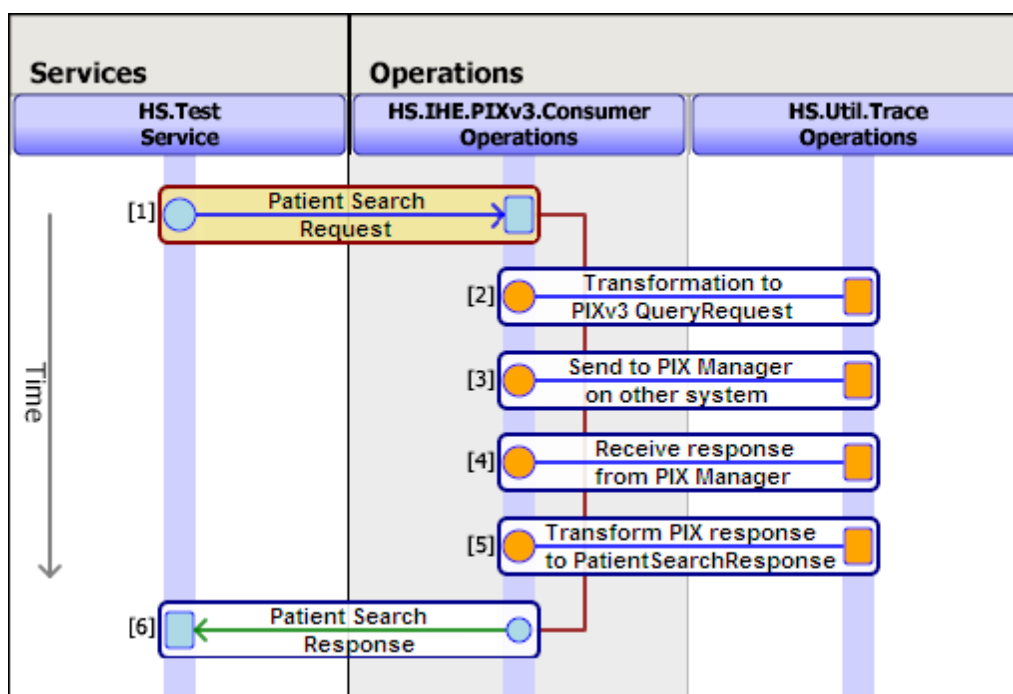 Services
Operations
HS.Test
Service
HS.IHE.PIXv3.Consumer
Operations
HS.Util.Trace
Operations
Time
[1]
Patient Search
Request
[2]
Transformation to
PIXv3 QueryRequest
[3]
Send to PIX Manager
on other system
[4]
Receive response
from PIX Manager
[5]
Transform PIX response
to PatientSearchResponse
[6]
Patient Search
Response